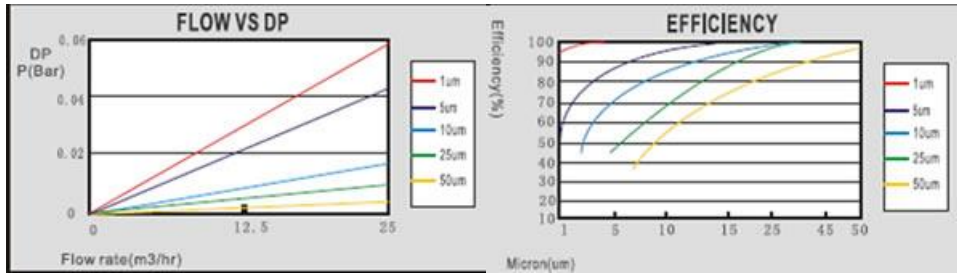 FLOW VS DP
DP
P(Bar)
0.06
0.06
0.02
0
0
12.5
25
Flow rate(m3/hr)
1um
5um
10um
25um
50um
EFFICIENCY
Efficiency(%)
100
90
80
70
60
50
40
30
20
10
1
5
10
15
25
45
50
Micron(um)
1um
5um
10um
25um
50um